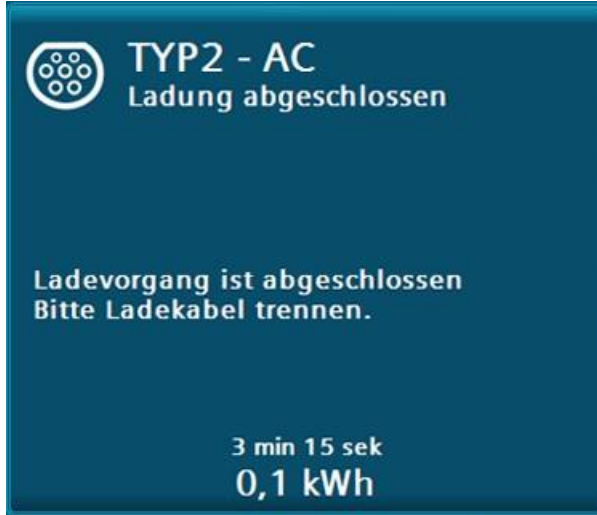 TYP2 - AC
Ladung abgeschlossen
Ladevorgang ist abgeschlossen
Bitte Ladekabel trennen.
3 min 15 sek
0,1 kWh